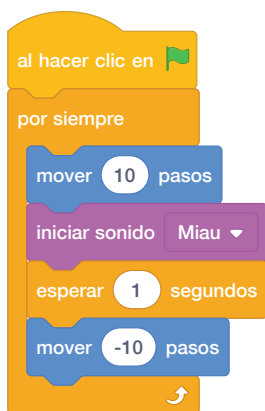 al hacer clic en
por siempre
mover 10 pasos
iniciar sonido Miau
esperar 1 segundos
mover -10 pasos